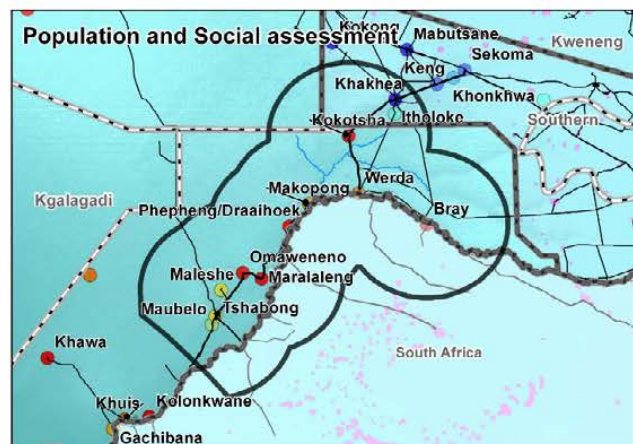 Population and Social assessment
Kokong
Mabutsane
Kweneng
Keng
Sekoma
Khakhea
Khonkhwa
Itholoke
Southern
Kokotsha
Kgalagadi
Makopong
Werda
Phepheng/Draaihoek
Bray
Omaweneno
Maleshe
Maralaleng
Maubelo
Tshabong
Khawa
South Africa
Khuis
Kolonkwane
Gachibana